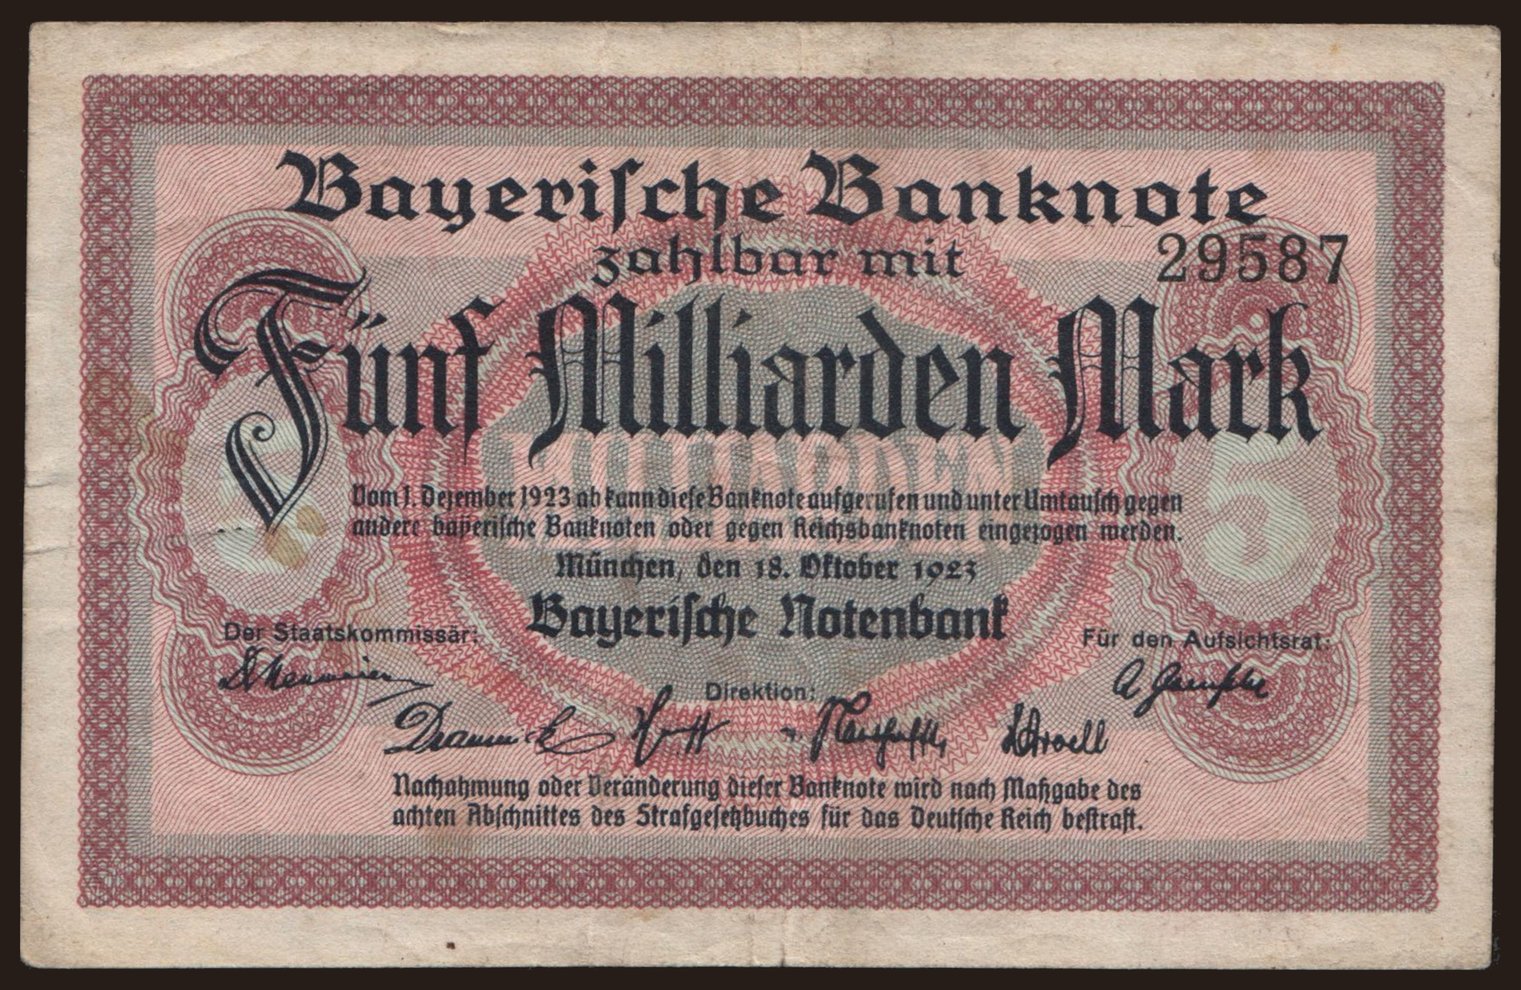 Bayeriſche Banknote
zahlbar mit
29587
Fünf Milliarden Mark
5 MILLIARDEN 5
Vom 1. Dezember 1923 ab kann dieſe Banknote aufgerufen und unter Umtauſch gegen
andere bayeriſche Banknoten oder gegen Reichsbanknoten eingezogen werden.
München, den 18. Oktober 1923
Bayeriſche Notenbank
Der Staatskommissär:
Für den Aufsichtsrat:
Direktion:
Nachahmung oder Veränderung dieſer Banknote wird nach Maßgabe des
achten Abſchnittes des Strafgeſetzbuches für das Deutſche Reich beſtraft.